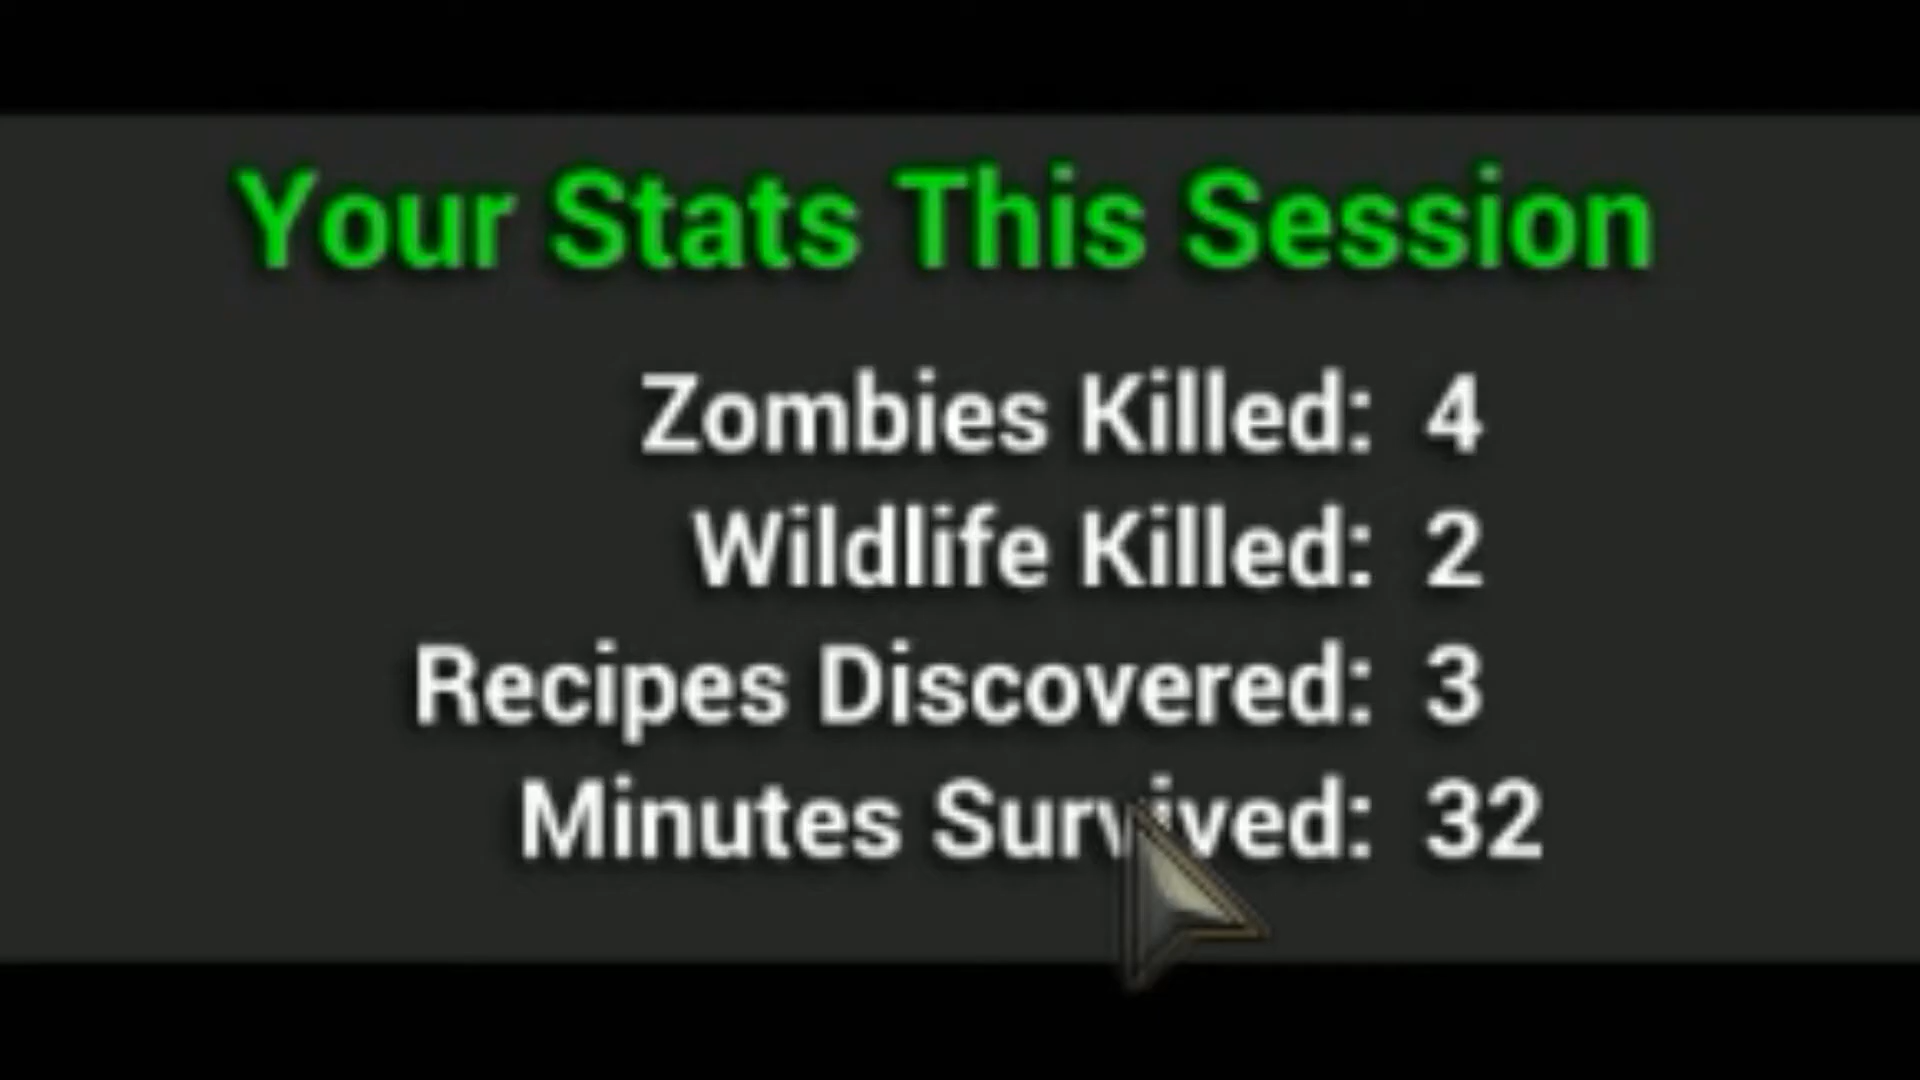 Your Stats This Session
Zombies Killed: 4
Wildlife Killed: 2
Recipes Discovered: 3
Minutes Survived: 32